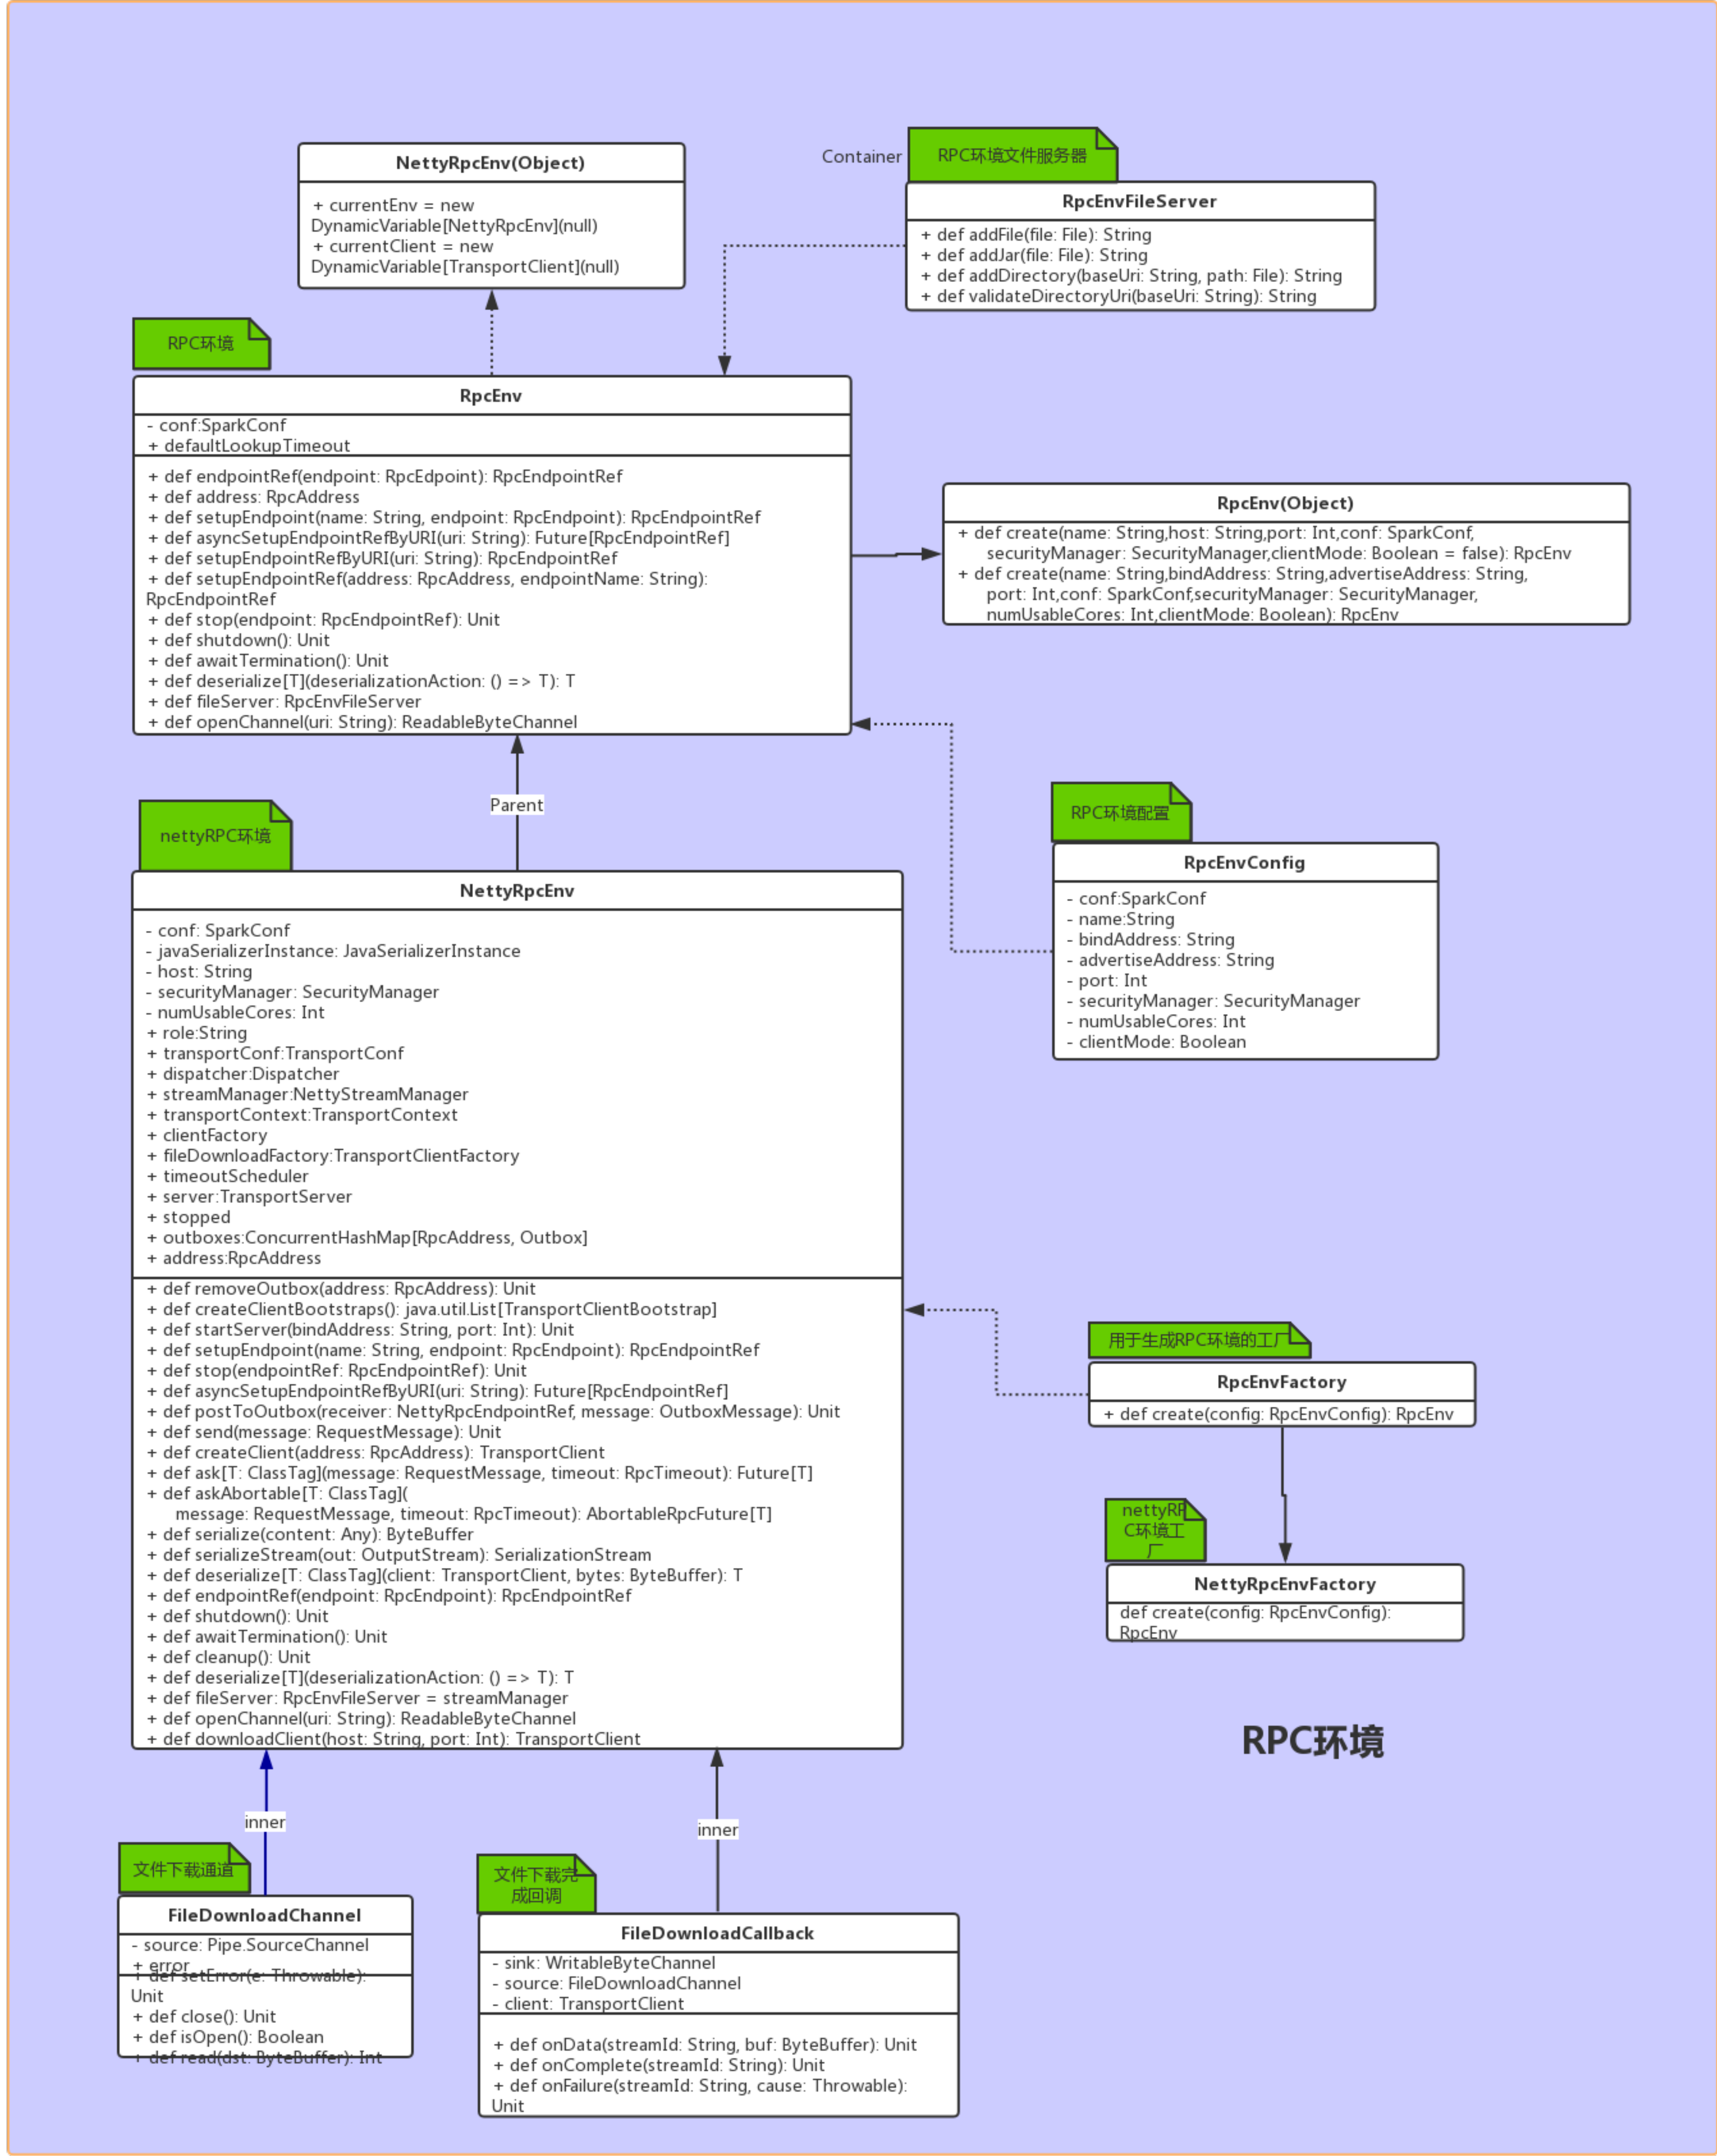 NettyRpcEnv(Object)
+ currentEnv = new
DynamicVariable[NettyRpcEnv](null)
+ currentClient = new
DynamicVariable[TransportClient](null)
Container
RPC环境文件服务器
RpcEnvFileServer
+ def addFile(file: File): String
+ def addJar(file: File): String
+ def addDirectory(baseUri: String, path: File): String
+ def validateDirectoryUri(baseUri: String): String
RPC环境
RpcEnv
- conf:SparkConf
+ defaultLookupTimeout
+ def endpointRef(endpoint: RpcEdpoint): RpcEndpointRef
+ def address: RpcAddress
+ def setupEndpoint(name: String, endpoint: RpcEndpoint): RpcEndpointRef
+ def asyncSetupEndpointRefByURI(uri: String): Future[RpcEndpointRef]
+ def setupEndpointRefByURI(uri: String): RpcEndpointRef
+ def setupEndpointRef(address: RpcAddress, endpointName: String):
RpcEndpointRef
+ def stop(endpoint: RpcEndpointRef): Unit
+ def shutdown(): Unit
+ def awaitTermination(): Unit
+ def deserialize[T](deserializationAction: () => T): T
+ def fileServer: RpcEnvFileServer
+ def openChannel(uri: String): ReadableByteChannel
RpcEnv(Object)
+ def create(name: String,host: String,port: Int,conf: SparkConf,
securityManager: SecurityManager,clientMode: Boolean = false): RpcEnv
+ def create(name: String,bindAddress: String,advertiseAddress: String,
port: Int,conf: SparkConf,securityManager: SecurityManager,
numUsableCores: Int,clientMode: Boolean): RpcEnv
Parent
RPC环境配置
RpcEnvConfig
- conf:SparkConf
- name:String
- bindAddress: String
- advertiseAddress: String
- port: Int
- securityManager: SecurityManager
- numUsableCores: Int
- clientMode: Boolean
nettyRPC环境
NettyRpcEnv
- conf: SparkConf
- javaSerializerInstance: JavaSerializerInstance
- host: String
- securityManager: SecurityManager
- numUsableCores: Int
+ role:String
+ transportConf:TransportConf
+ dispatcher:Dispatcher
+ streamManager:NettyStreamManager
+ transportContext:TransportContext
+ clientFactory
+ fileDownloadFactory:TransportClientFactory
+ timeoutScheduler
+ server:TransportServer
+ stopped
+ outboxes:ConcurrentHashMap[RpcAddress, Outbox]
+ address:RpcAddress
+ def removeOutbox(address: RpcAddress): Unit
+ def createClientBootstraps(): java.util.List[TransportClientBootstrap]
+ def startServer(bindAddress: String, port: Int): Unit
+ def setupEndpoint(name: String, endpoint: RpcEndpoint): RpcEndpointRef
+ def stop(endpointRef: RpcEndpointRef): Unit
+ def asyncSetupEndpointRefByURI(uri: String): Future[RpcEndpointRef]
+ def postToOutbox(receiver: NettyRpcEndpointRef, message: OutboxMessage): Unit
+ def send(message: RequestMessage): Unit
+ def createClient(address: RpcAddress): TransportClient
+ def ask[T: ClassTag](message: RequestMessage, timeout: RpcTimeout): Future[T]
+ def askAbortable[T: ClassTag](
message: RequestMessage, timeout: RpcTimeout): AbortableRpcFuture[T]
+ def serialize(content: Any): ByteBuffer
+ def serializeStream(out: OutputStream): SerializationStream
+ def deserialize[T: ClassTag](client: TransportClient, bytes: ByteBuffer): T
+ def endpointRef(endpoint: RpcEndpoint): RpcEndpointRef
+ def shutdown(): Unit
+ def awaitTermination(): Unit
+ def cleanup(): Unit
+ def deserialize[T](deserializationAction: () => T): T
+ def fileServer: RpcEnvFileServer = streamManager
+ def openChannel(uri: String): ReadableByteChannel
+ def downloadClient(host: String, port: Int): TransportClient
用于生成RPC环境的工厂
RpcEnvFactory
+ def create(config: RpcEnvConfig): RpcEnv
nettyRP
C环境工
厂
NettyRpcEnvFactory
def create(config: RpcEnvConfig):
RpcEnv
RPC环境
inner
inner
文件下载通道
FileDownloadChannel
- source: Pipe.SourceChannel
+ error
+ def setError(e: Throwable):
Unit
+ def close(): Unit
+ def isOpen(): Boolean
+ def read(dst: ByteBuffer): Int
文件下载完
成回调
FileDownloadCallback
- sink: WritableByteChannel
- source: FileDownloadChannel
- client: TransportClient
+ def onData(streamId: String, buf: ByteBuffer): Unit
+ def onComplete(streamId: String): Unit
+ def onFailure(streamId: String, cause: Throwable):
Unit